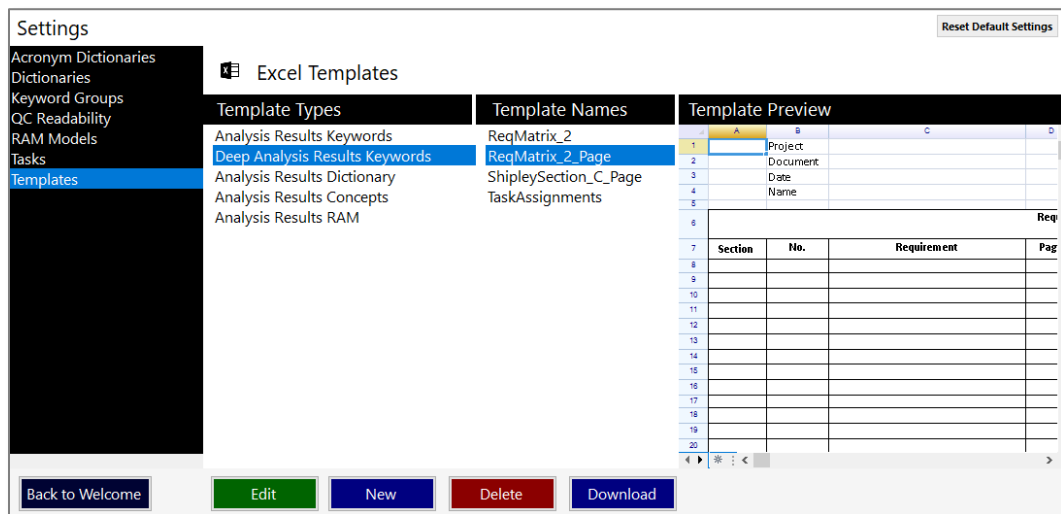 Settings
Reset Default Settings
Acronym Dictionaries
Dictionaries
Keyword Groups
QC Readability
RAM Models
Tasks
Templates
Excel Templates
Template Types
Analysis Results Keywords
Deep Analysis Results Keywords
Analysis Results Dictionary
Analysis Results Concepts
Analysis Results RAM
Template Names
ReqMatrix_2
ReqMatrix_2_Page
ShipleySection_C_Page
TaskAssignments
Template Preview
A B C D
1 Project
2 Document
3 Date
4 Name
5
6 Requ
7 Section No. Requirement Pag
8
9
10
11
12
13
14
15
16
17
18
19
20
Back to Welcome
Edit
New
Delete
Download